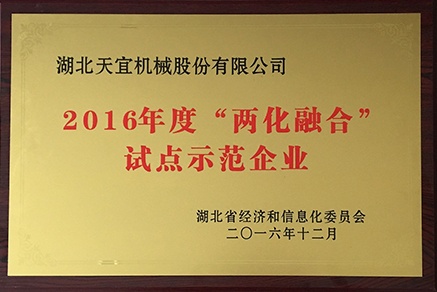 湖北天宜机械股份有限公司
2016年度“两化融合”
试点示范企业
湖北省经济和信息化委员会
二〇一六年十二月